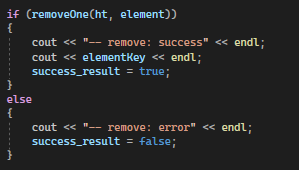 if (removeOne(ht, element))
{
    cout << "-- remove: success" << endl;
    cout << elementKey << endl;
    success_result = true;
}
else
{
    cout << "-- remove: error" << endl;
    success_result = false;
}